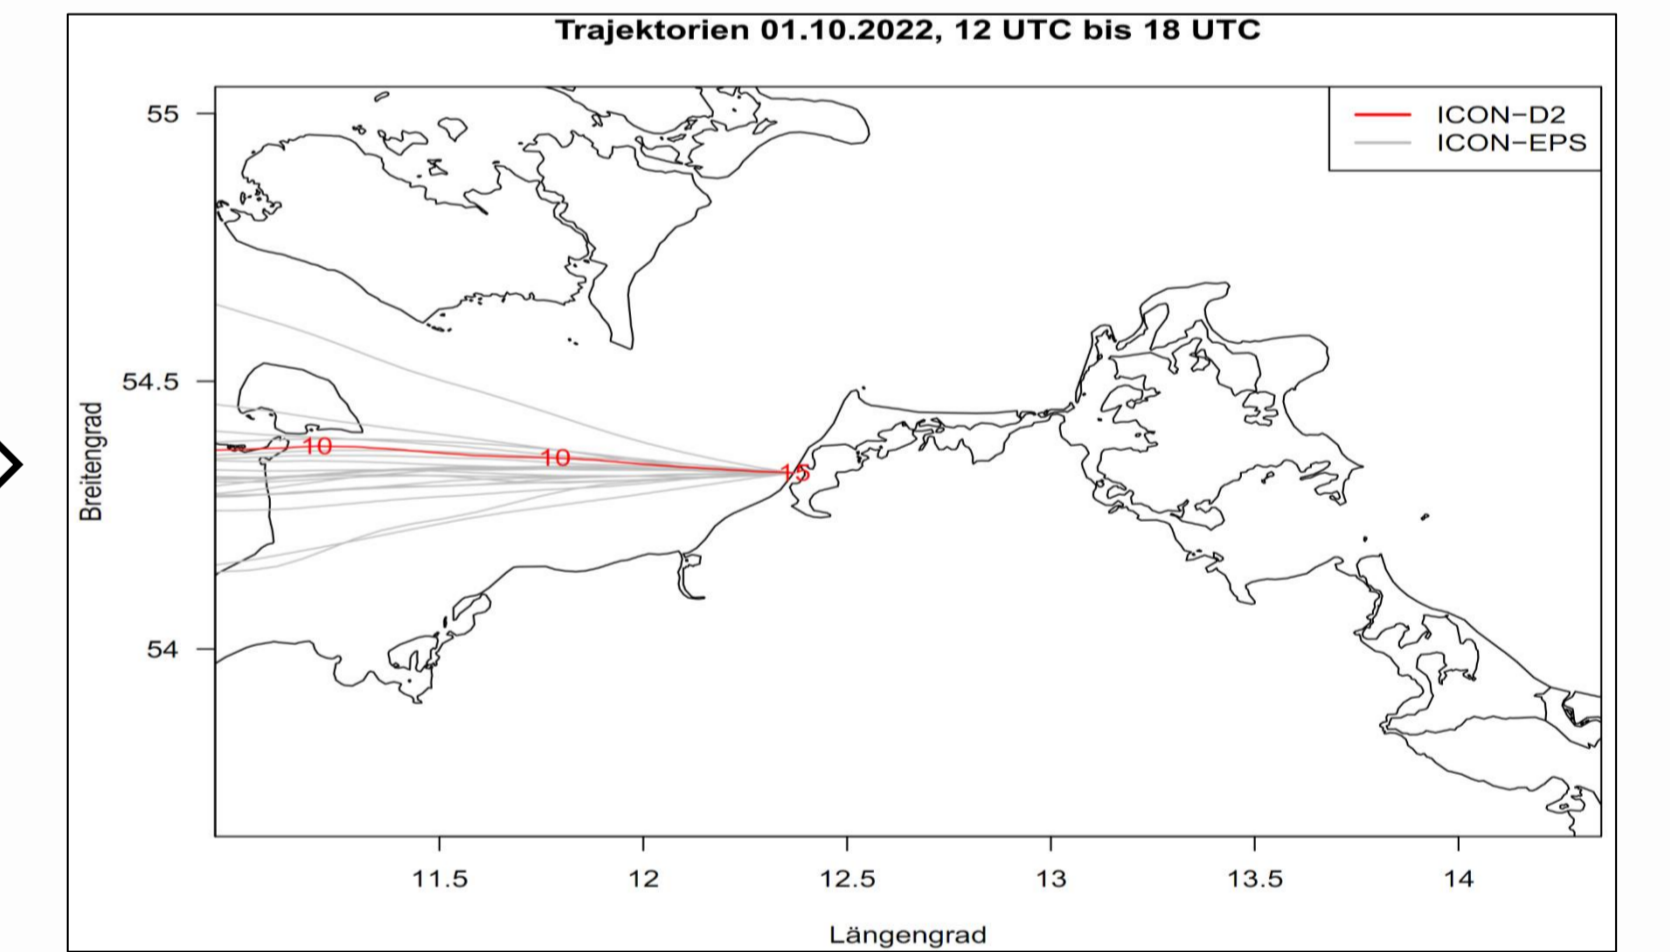 Trajektorien 01.10.2022, 12 UTC bis 18 UTC
55
54.5
54
Breitengrad
ICON−D2
ICON−EPS
10
10
15
11.5
12
12.5
13
13.5
14
Längengrad